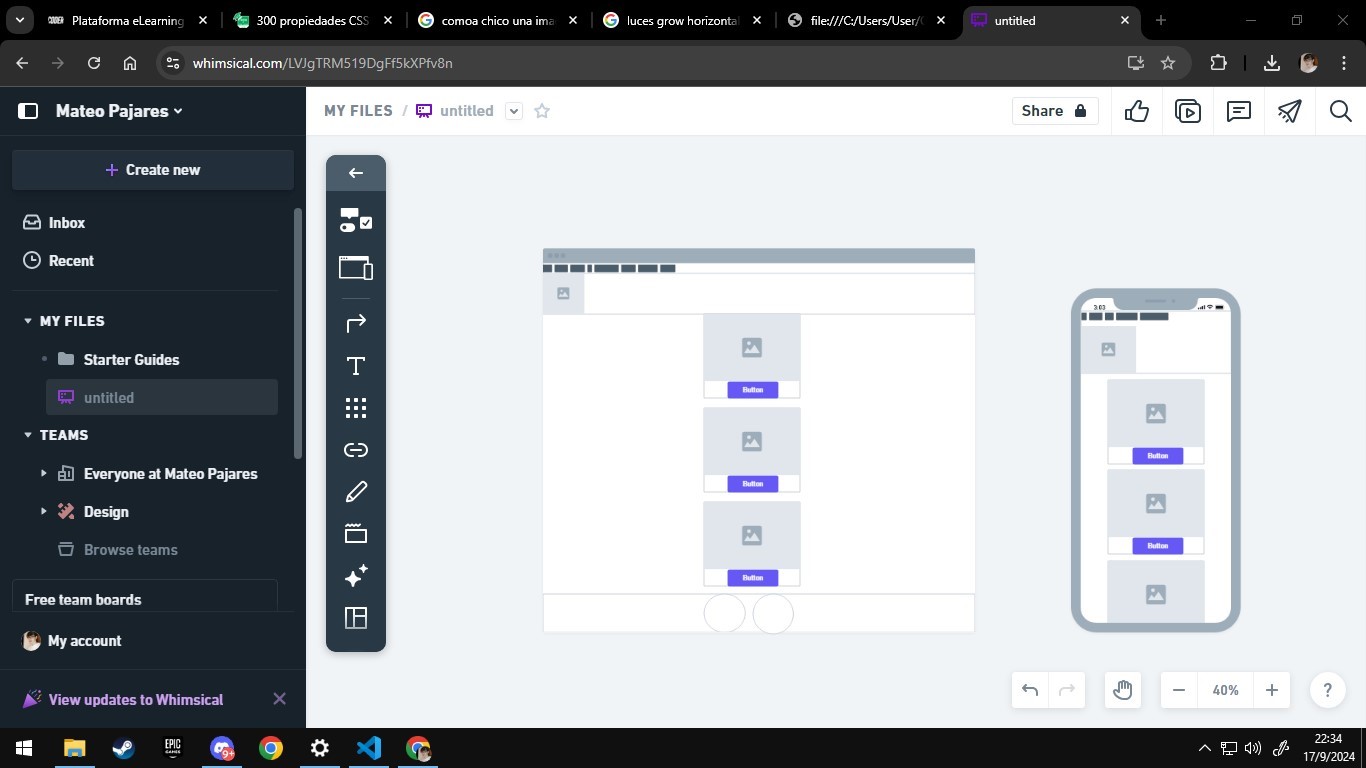 Plataforma eLearning
300 propiedades CSS
comoa chico una ima
luces grow horizontal
file:///C:/Users/User/
untitled
whimsical.com/LVJgTRM519DgFf5kXPfv8n
Mateo Pajares
MY FILES / untitled
Share
Create new
Inbox
Recent
MY FILES
Starter Guides
untitled
TEAMS
Everyone at Mateo Pajares
Design
Browse teams
Free team boards
My account
View updates to Whimsical
Button
Button
Button
3:03
Button
Button
40%
?
EPIC
GAMES
9+
22:34
17/9/2024